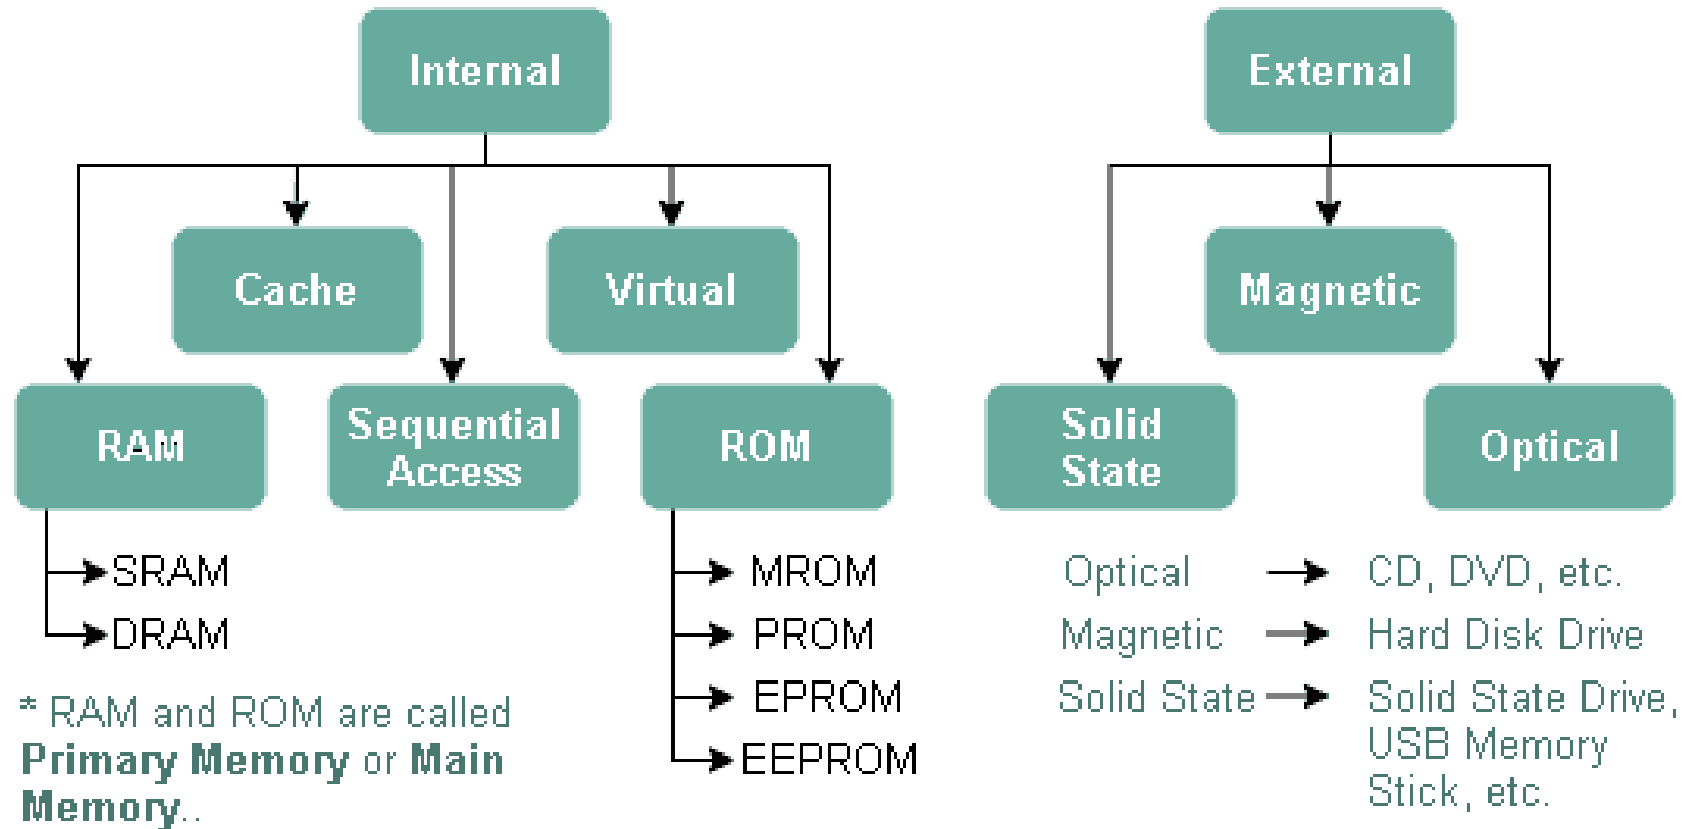 Internal
External
Cache
Virtual
Magnetic
RAM
Sequential
Access
ROM
Solid
State
Optical
SRAM
DRAM
MROM
PROM
EPROM
EEPROM
* RAM and ROM are called
Primary Memory or Main
Memory..
Optical CD, DVD, etc.
Magnetic Hard Disk Drive
Solid State Solid State Drive,
USB Memory
Stick, etc.